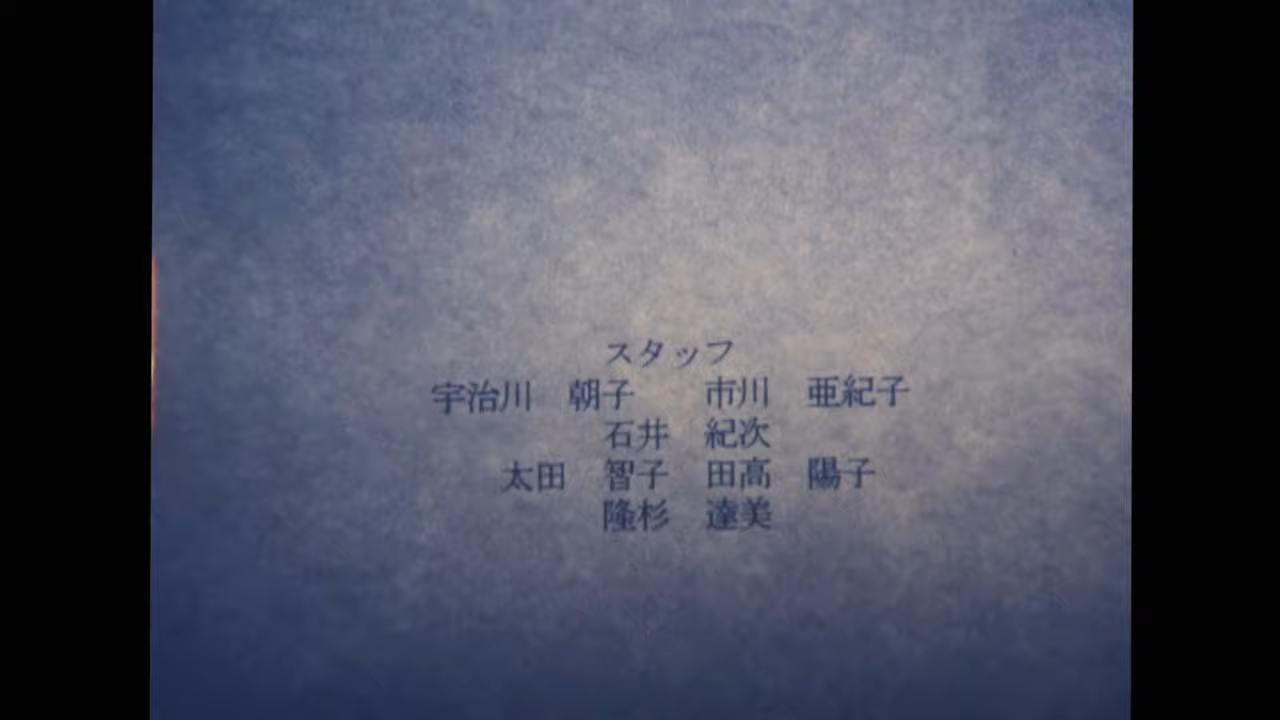 スタッフ
宇治川　朝子　　市川　亜紀子
石井　紀次
太田　智子　田高　陽子
隆杉　達美